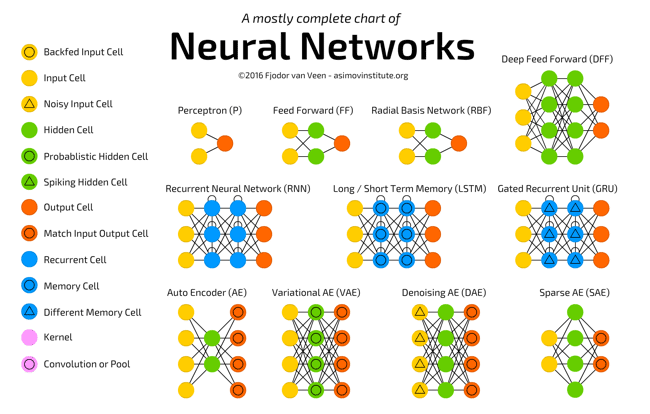 A mostly complete chart of
Neural Networks
©2016 Fjodor van Veen - asimovinstitute.org
Backfed Input Cell
Input Cell
Noisy Input Cell
Hidden Cell
Probablistic Hidden Cell
Spiking Hidden Cell
Output Cell
Match Input Output Cell
Recurrent Cell
Memory Cell
Different Memory Cell
Kernel
Convolution or Pool
Deep Feed Forward (DFF)
Perceptron (P)
Feed Forward (FF)
Radial Basis Network (RBF)
Recurrent Neural Network (RNN)
Long / Short Term Memory (LSTM)
Gated Recurrent Unit (GRU)
Auto Encoder (AE)
Variational AE (VAE)
Denoising AE (DAE)
Sparse AE (SAE)